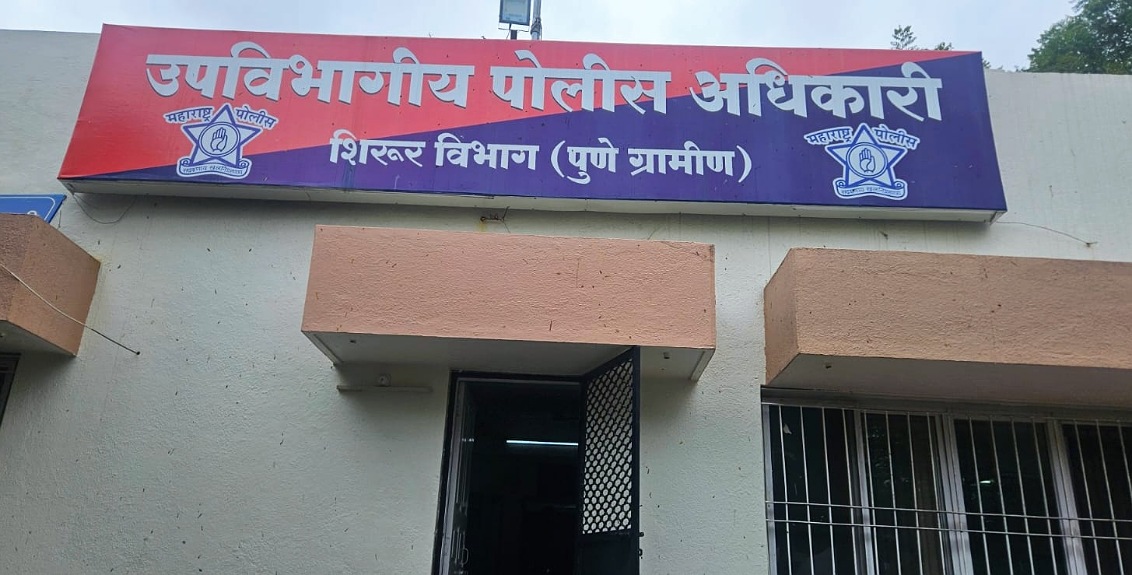 उपविभागीय पोलीस अधिकारी
महाराष्ट्र पोलीस
शिरूर विभाग (पुणे ग्रामीण)
महाराष्ट्र पोलीस